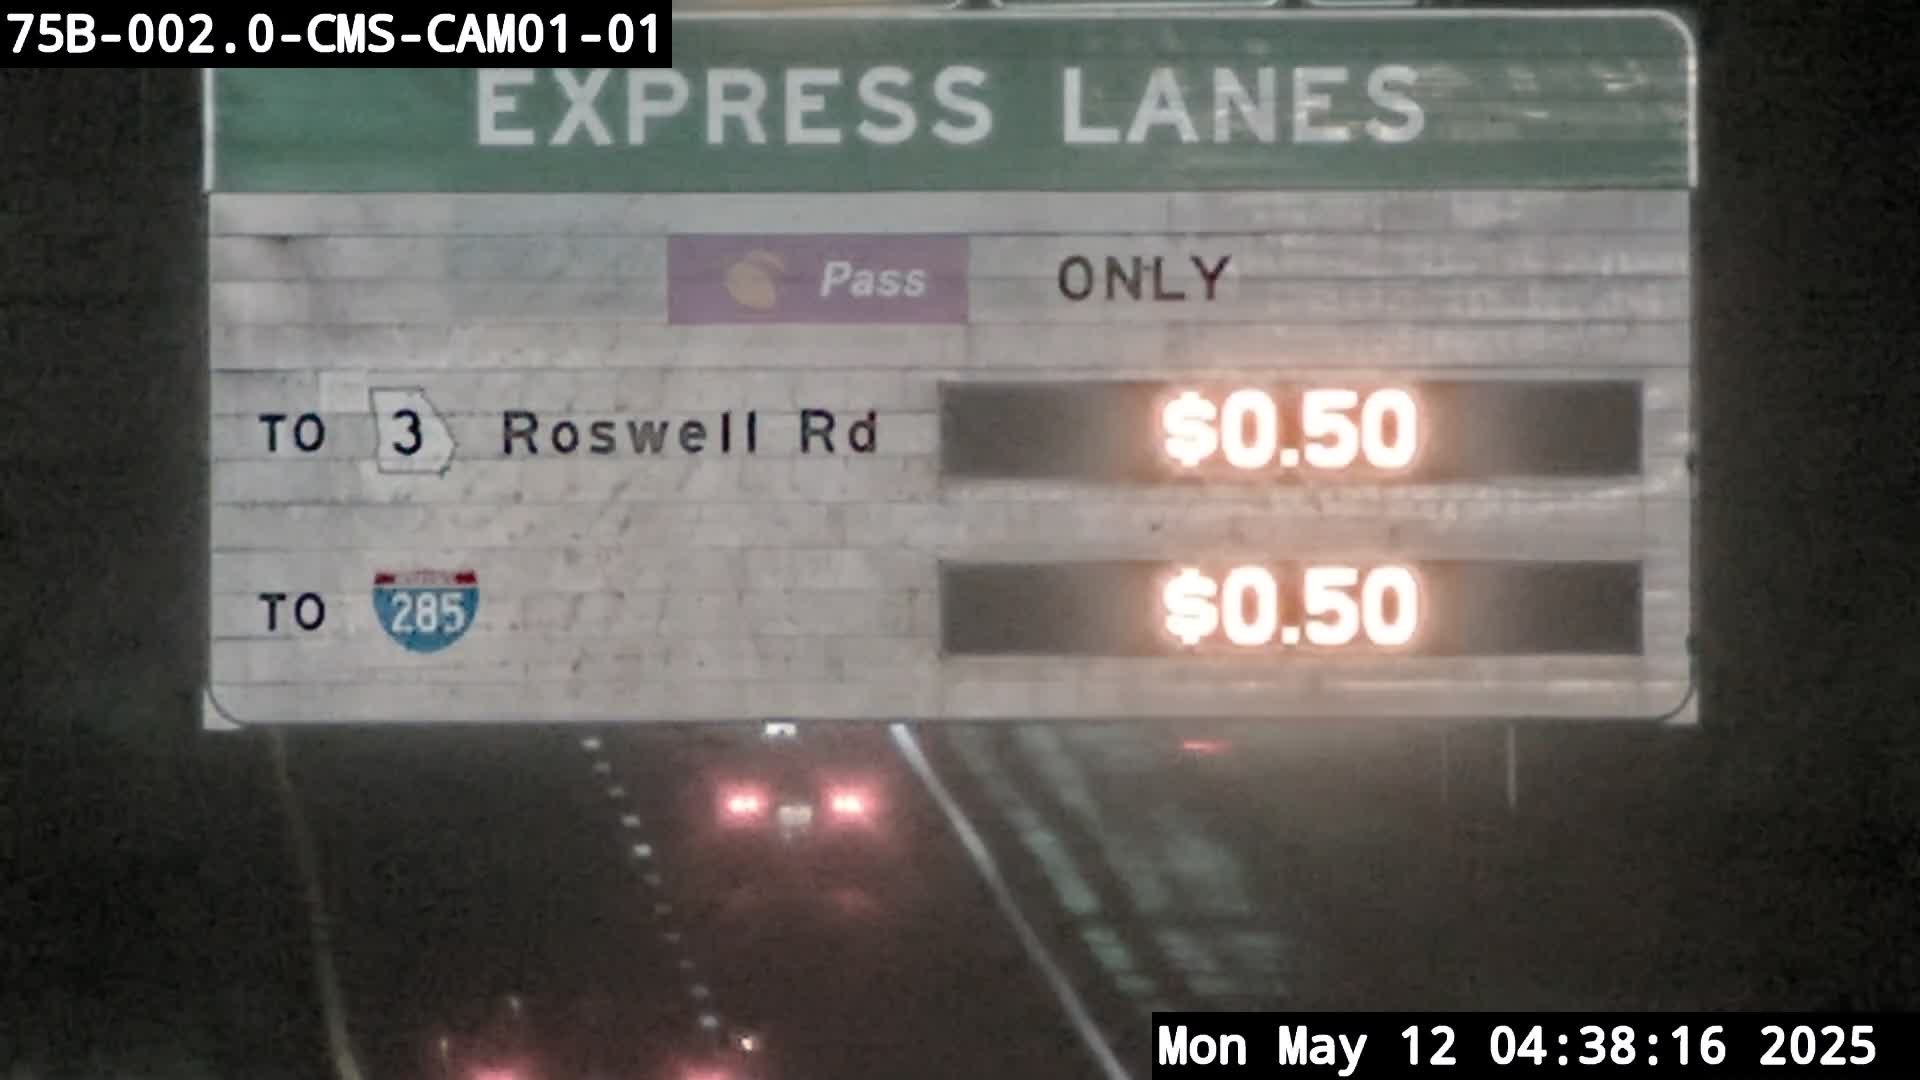 75B-002.0-CMS-CAM01-01
EXPRESS LANES
Pass ONLY
TO 3 Roswell Rd $0.50
TO 285 $0.50
Mon May 12 04:38:16 2025